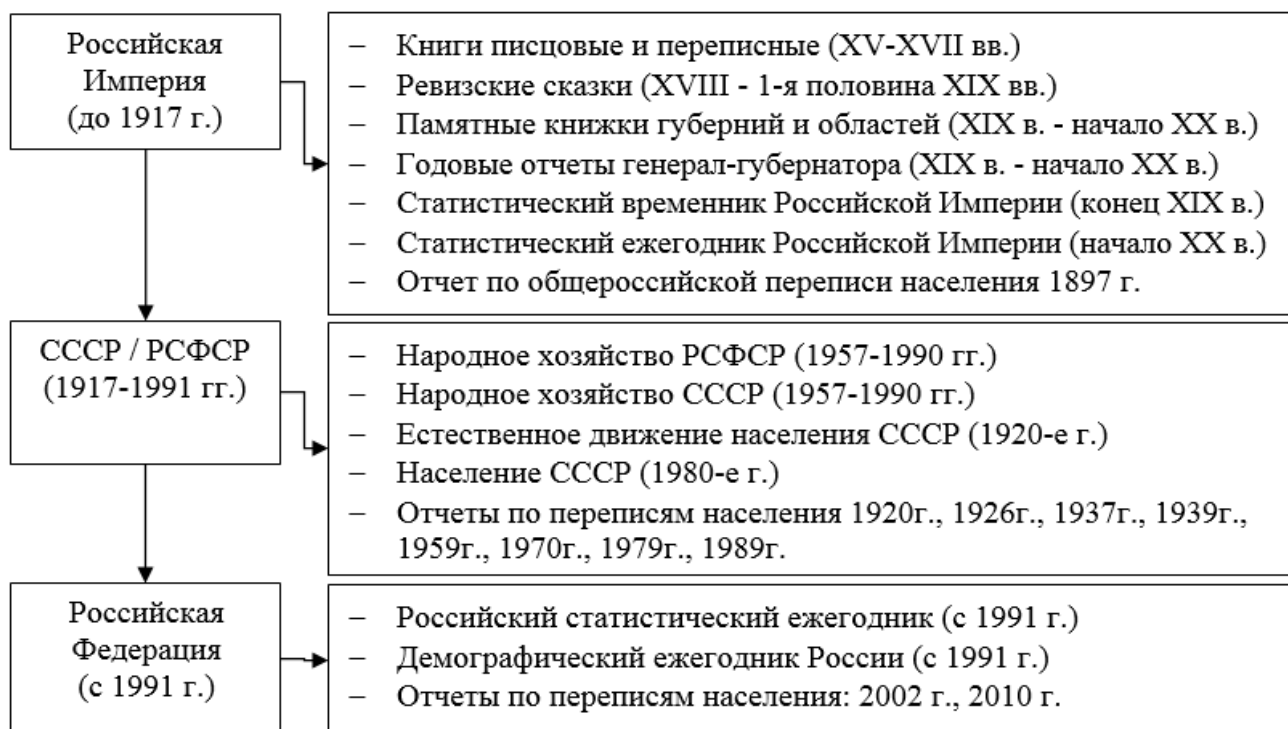 Российская
Империя
(до 1917 г.)
– Книги писцовые и переписные (XV-XVII вв.)
– Ревизские сказки (XVIII - 1-я половина XIX вв.)
– Памятные книжки губерний и областей (XIX в. - начало XX в.)
– Годовые отчеты генерал-губернатора (XIX в. - начало XX в.)
– Статистический временник Российской Империи (конец XIX в.)
– Статистический ежегодник Российской Империи (начало XX в.)
– Отчет по общероссийской переписи населения 1897 г.
СССР / РСФСР
(1917-1991 гг.)
– Народное хозяйство РСФСР (1957-1990 гг.)
– Народное хозяйство СССР (1957-1990 гг.)
– Естественное движение населения СССР (1920-е г.)
– Население СССР (1980-е г.)
– Отчеты по переписям населения 1920г., 1926г., 1937г., 1939г.,
1959г., 1970г., 1979г., 1989г.
Российская
Федерация
(с 1991 г.)
– Российский статистический ежегодник (с 1991 г.)
– Демографический ежегодник России (с 1991 г.)
– Отчеты по переписям населения: 2002 г., 2010 г.